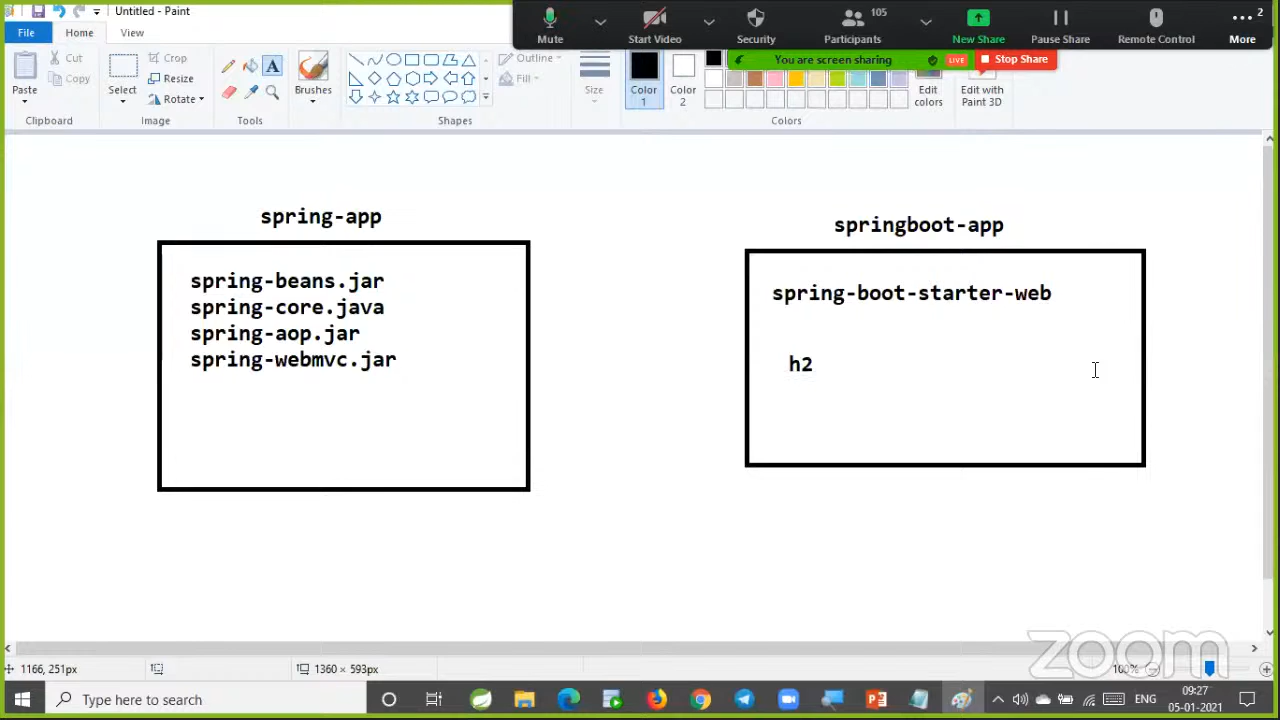 Untitled - Paint
File
Home
View
Paste
Cut
Copy
Clipboard
Select
Crop
Resize
Rotate
Image
A
Tools
Brushes
Shapes
Outline
Fill
Size
Color 1
Color 2
Colors
Edit colors
Edit with Paint 3D
Mute
Start Video
Security
Participants
105
New Share
Pause Share
Remote Control
More
2
You are screen sharing
LIVE
Stop Share
spring-app
spring-beans.jar
spring-core.java
spring-aop.jar
spring-webmvc.jar
springboot-app
spring-boot-starter-web
h2
zoom
1166, 251px
1360 × 593px
100%
Type here to search
ENG
09:27
05-01-2021